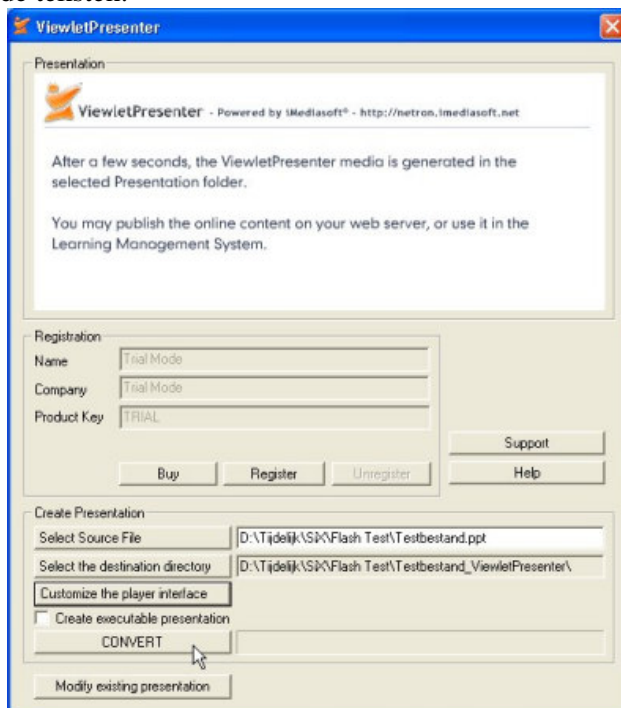 de teksten.
ViewletPresenter
Presentation
ViewletPresenter - Powered by iMediasoft® - http://netron.imediasoft.net
After a few seconds, the ViewletPresenter media is generated in the
selected Presentation folder.
You may publish the online content on your web server, or use it in the
Learning Management System.
Registration
Name Trial Mode
Company Trial Mode
Product Key TRIAL
Support
Buy Register Unregister Help
Create Presentation
Select Source File D:\Tijdelijk\SiX\Flash Test\Testbestand.ppt
Select the destination directory D:\Tijdelijk\SiX\Flash Test\Testbestand_ViewletPresenter\
Customize the player interface
Create executable presentation
CONVERT
Modify existing presentation